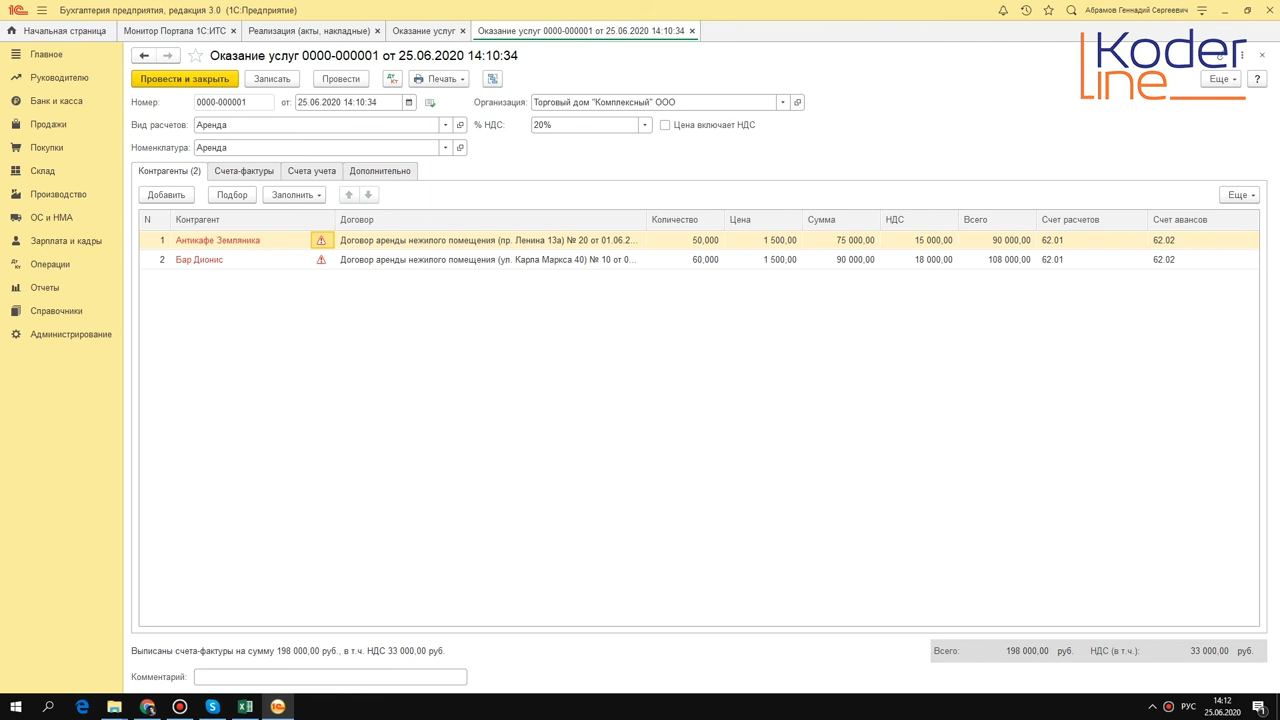 Бухгалтерия предприятия, редакция 3.0 (1С:Предприятие)
Абрамов Геннадий Сергеевич
Начальная страница
Монитор Портала 1С:ИТС ×
Реализация (акты, накладные) ×
Оказание услуг ×
Оказание услуг 0000-000001 от 25.06.2020 14:10:34 ×
Главное
Руководителю
Банк и касса
Продажи
Покупки
Склад
Производство
ОС и НМА
Зарплата и кадры
Операции
Отчеты
Справочники
Администрирование
Оказание услуг 0000-000001 от 25.06.2020 14:10:34
Koder
line
Провести и закрыть Записать Провести Дт Кт Печать Еще ?
Номер: 0000-000001 от: 25.06.2020 14:10:34 Организация: Торговый дом "Комплексный" ООО
Вид расчетов: Аренда % НДС: 20% Цена включает НДС
Номенклатура: Аренда
Контрагенты (2) Счета-фактуры Счета учета Дополнительно
Добавить Подбор Заполнить Еще
N Контрагент Договор Количество Цена Сумма НДС Всего Счет расчетов Счет авансов
1 Антикафе Земляника Договор аренды нежилого помещения (пр. Ленина 13а) № 20 от 01.06.2... 50,000 1 500,00 75 000,00 15 000,00 90 000,00 62.01 62.02
2 Бар Дионис Договор аренды нежилого помещения (ул. Карла Маркса 40) № 10 от 0... 60,000 1 500,00 90 000,00 18 000,00 108 000,00 62.01 62.02
Выписаны счета-фактуры на сумму 198 000,00 руб., в т.ч. НДС 33 000,00 руб.
Всего: 198 000,00 руб. НДС (в т.ч.): 33 000,00 руб.
Комментарий:
РУС
14:12
25.06.2020